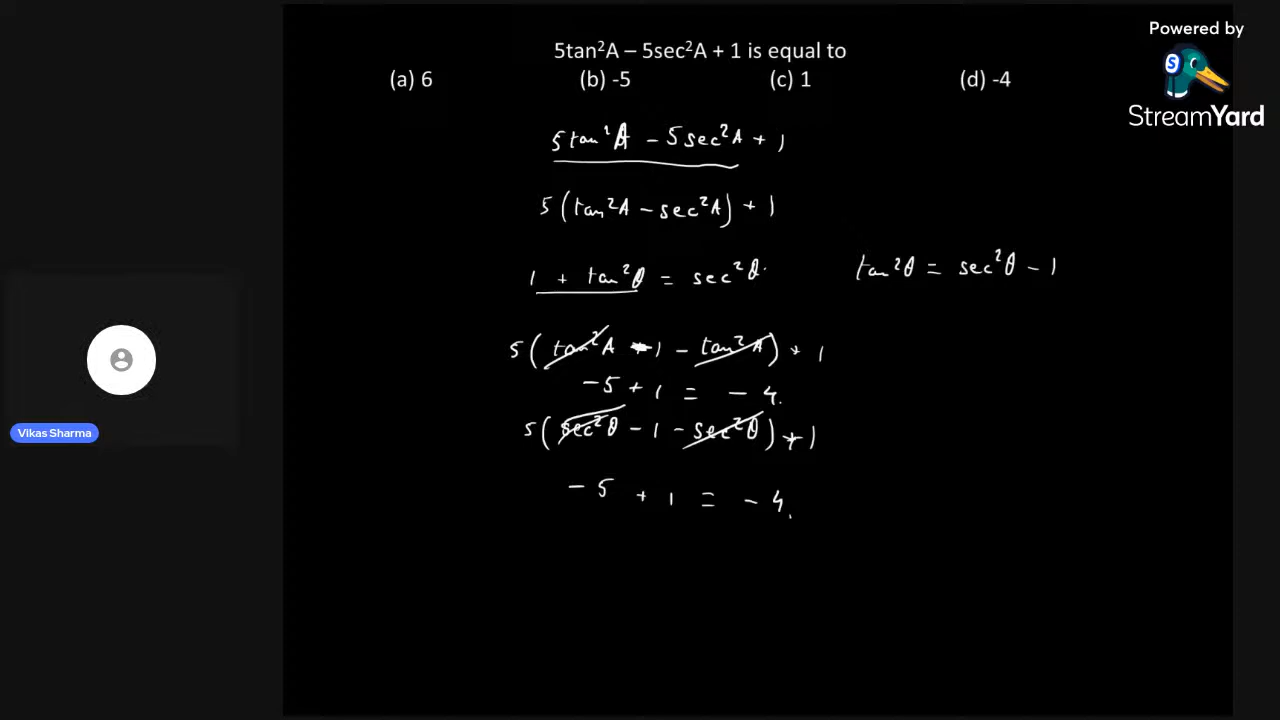 Powered by
StreamYard
5tan²A – 5sec²A + 1 is equal to
(a) 6 (b) -5 (c) 1 (d) -4
5tan²A - 5sec²A + 1
5(tan²A - sec²A) + 1
1 + tan²θ = sec²θ tan²θ = sec²θ - 1
5(tan²A - 1 - tan²A) + 1
-5 + 1 = -4.
5(sec²θ - 1 - sec²θ) + 1
-5 + 1 = -4.
Vikas Sharma